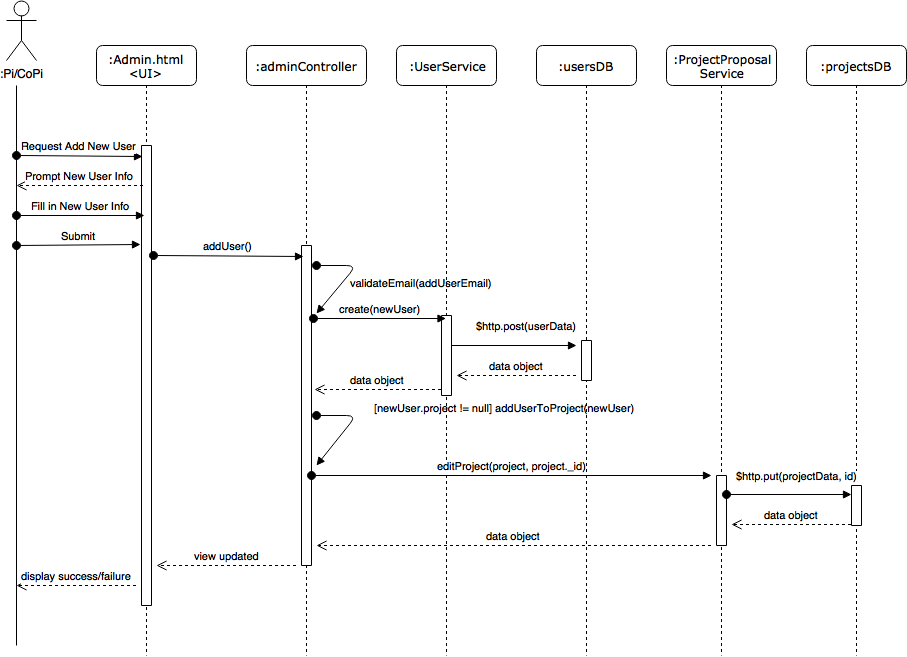 :Pi/CoPi
:Admin.html
<UI>
:adminController
:UserService
:usersDB
:ProjectProposal
Service
:projectsDB
Request Add New User
Prompt New User Info
Fill in New User Info
Submit
addUser()
validateEmail(addUserEmail)
create(newUser)
$http.post(userData)
data object
data object
[newUser.project != null] addUserToProject(newUser)
editProject(project, project._id)
$http.put(projectData, id)
data object
data object
view updated
display success/failure